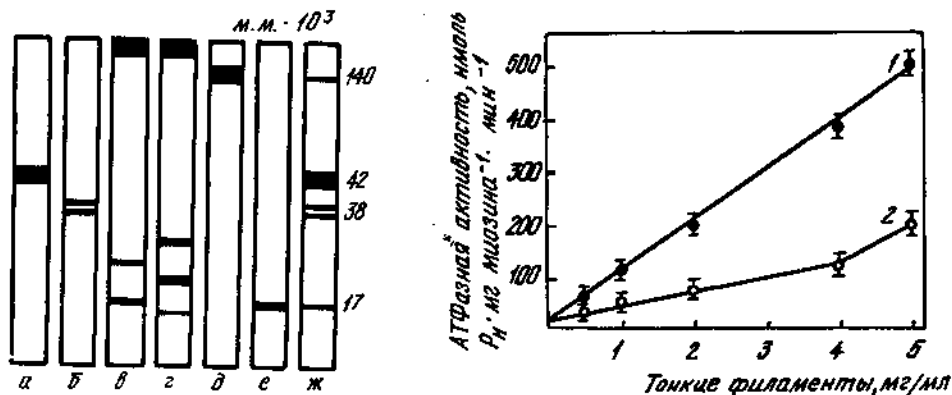 м.м. · 10³
140
42
38
17
а б в г д е ж
АТФазная активность, нмоль
Рн · мг миозина⁻¹ · мин⁻¹
500
400
300
200
100
1
2
1 2 3 4 5
Тонкие филаменты, мг/мл